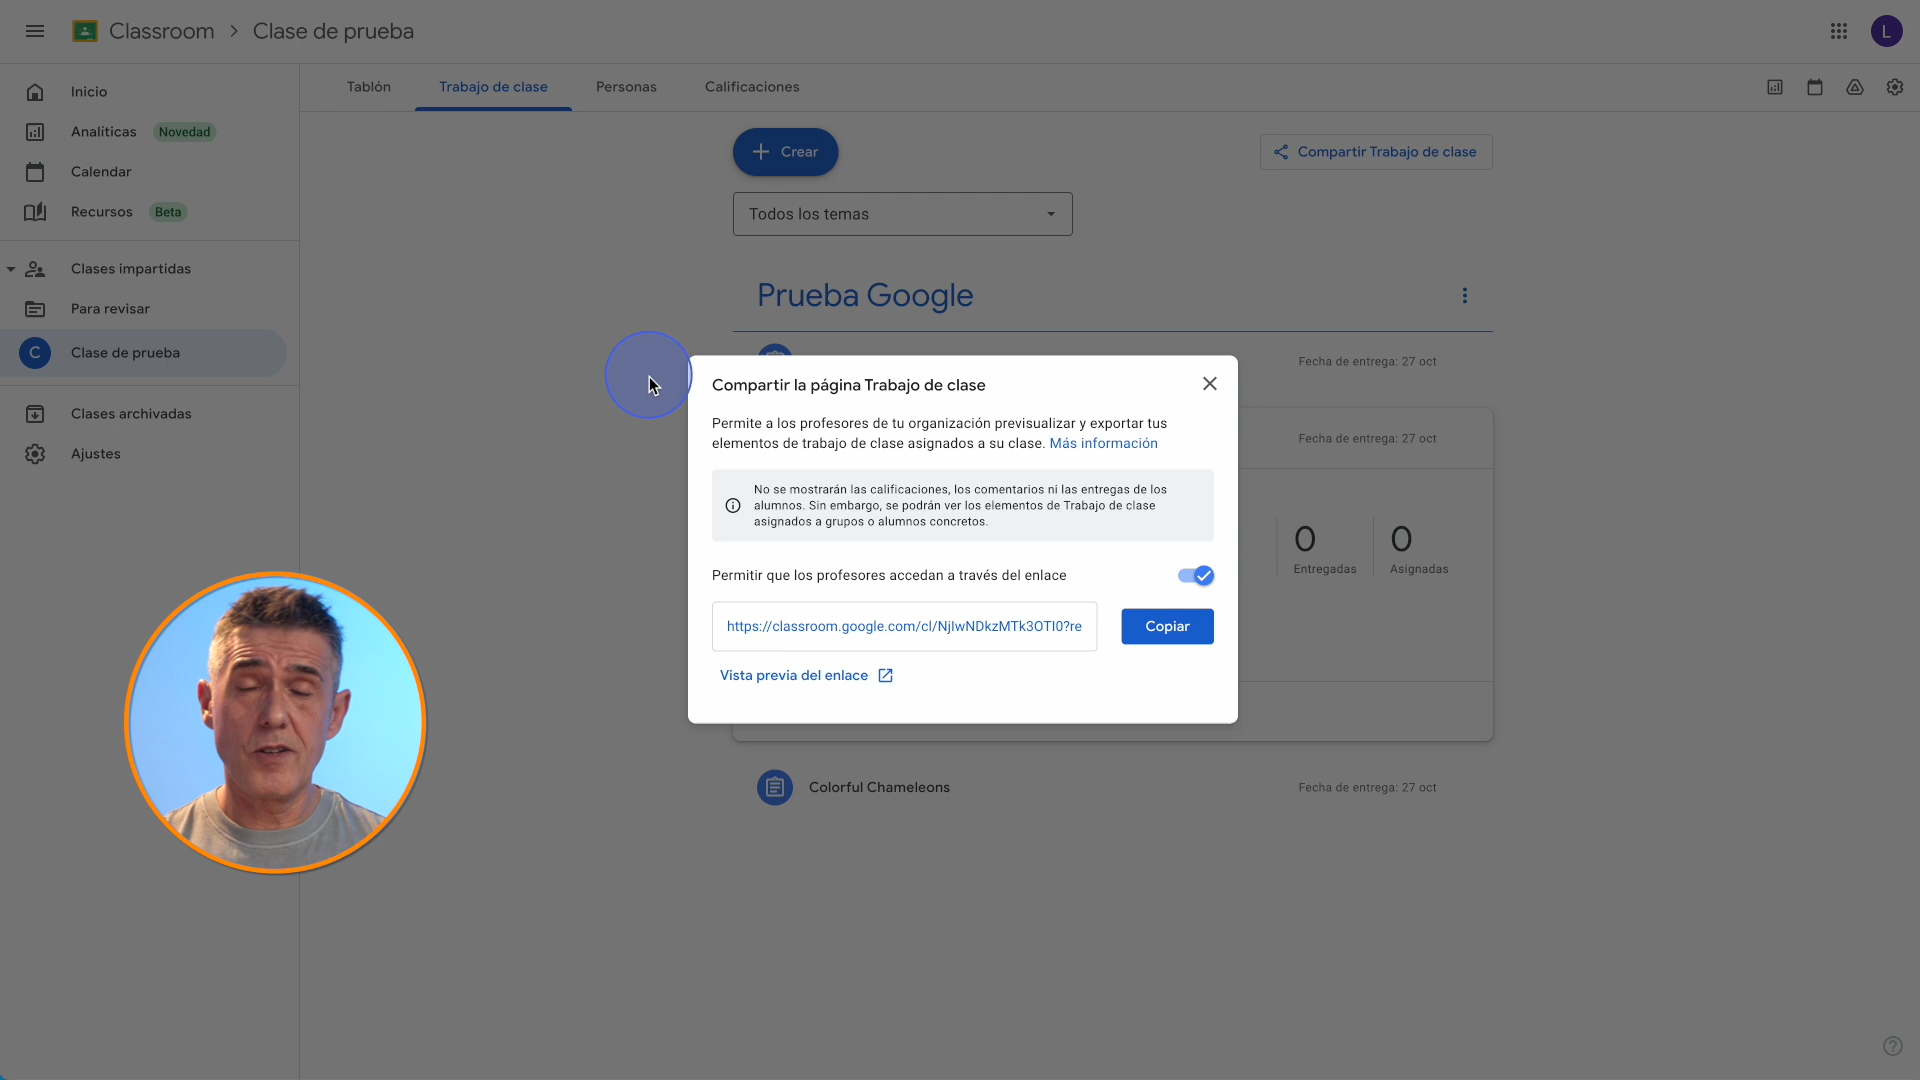 Classroom > Clase de prueba
L
Inicio
Analíticas Novedad
Calendar
Recursos Beta
Clases impartidas
Para revisar
C Clase de prueba
Clases archivadas
Ajustes
Tablón Trabajo de clase Personas Calificaciones
+ Crear
Compartir Trabajo de clase
Todos los temas
Prueba Google
Fecha de entrega: 27 oct
Fecha de entrega: 27 oct
0 0
Entregadas Asignadas
Compartir la página Trabajo de clase
Permite a los profesores de tu organización previsualizar y exportar tus
elementos de trabajo de clase asignados a su clase. Más información
No se mostrarán las calificaciones, los comentarios ni las entregas de los
alumnos. Sin embargo, se podrán ver los elementos de Trabajo de clase
asignados a grupos o alumnos concretos.
Permitir que los profesores accedan a través del enlace
https://classroom.google.com/cl/NjIwNDkzMTk3OTI0?re
Copiar
Vista previa del enlace
Colorful Chameleons Fecha de entrega: 27 oct